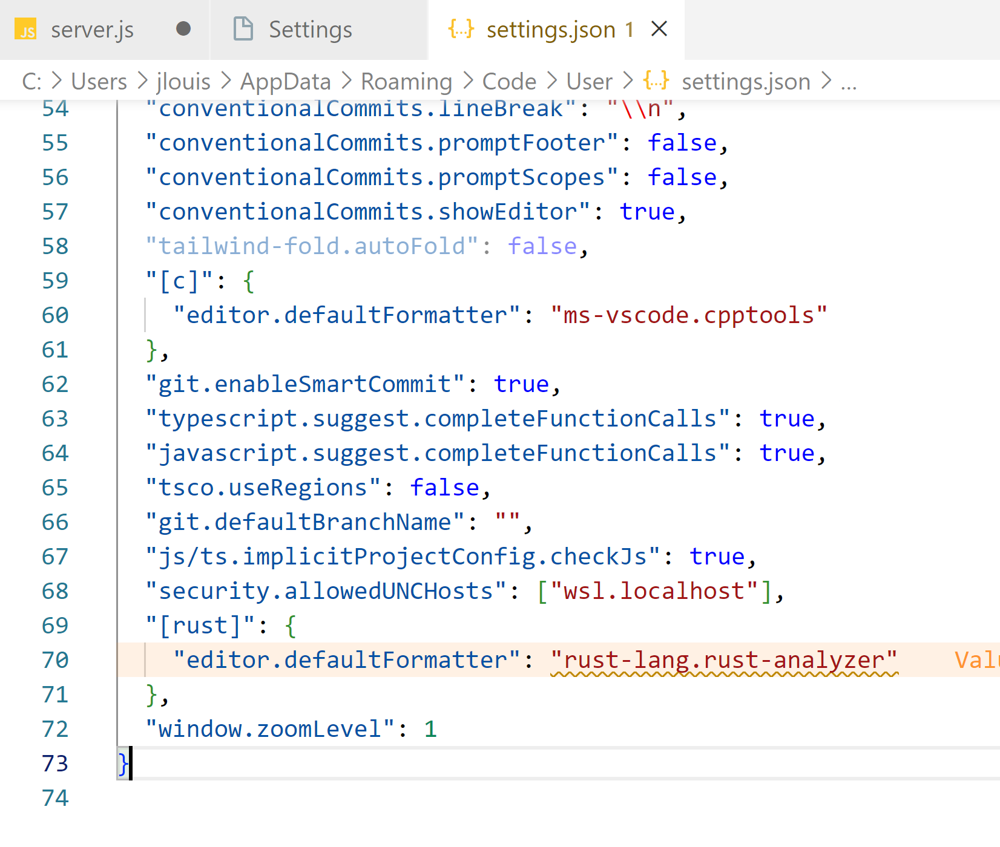 JS server.js ● Settings {...} settings.json 1 ×
C: > Users > jlouis > AppData > Roaming > Code > User > {...} settings.json > ...
54 "conventionalCommits.lineBreak": "\\n",
55 "conventionalCommits.promptFooter": false,
56 "conventionalCommits.promptScopes": false,
57 "conventionalCommits.showEditor": true,
58 "tailwind-fold.autoFold": false,
59 "[c]": {
60 "editor.defaultFormatter": "ms-vscode.cpptools"
61 },
62 "git.enableSmartCommit": true,
63 "typescript.suggest.completeFunctionCalls": true,
64 "javascript.suggest.completeFunctionCalls": true,
65 "tsco.useRegions": false,
66 "git.defaultBranchName": "",
67 "js/ts.implicitProjectConfig.checkJs": true,
68 "security.allowedUNCHosts": ["wsl.localhost"],
69 "[rust]": {
70 "editor.defaultFormatter": "rust-lang.rust-analyzer"
71 },
72 "window.zoomLevel": 1
73 }
74